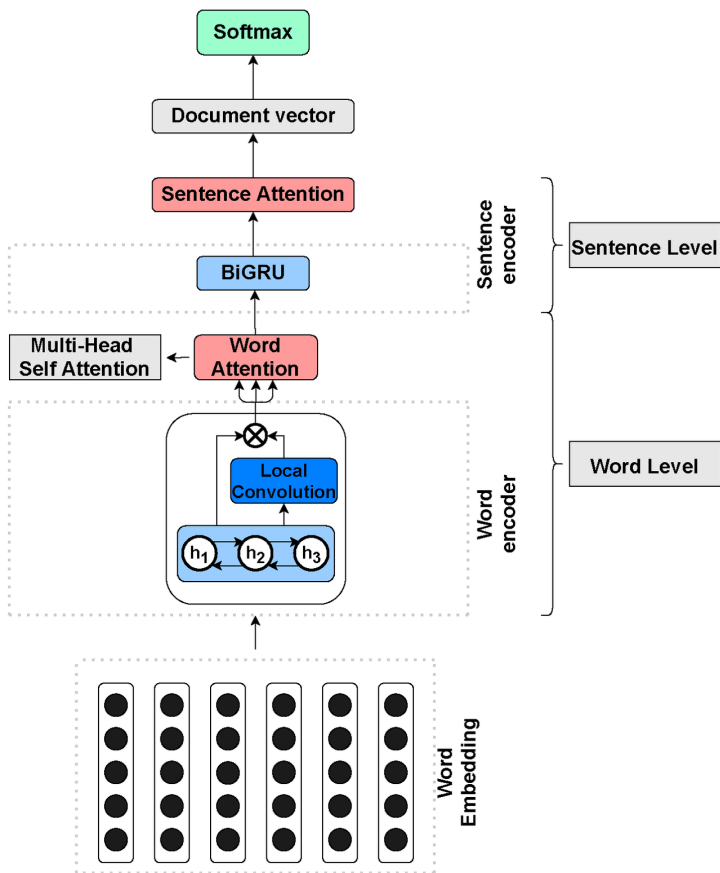 Softmax
Document vector
Sentence Attention
Sentence
encoder
Sentence Level
BiGRU
Multi-Head
Self Attention
Word
Attention
Local
Convolution
Word
encoder
Word Level
h1
h2
h3
Word
Embedding